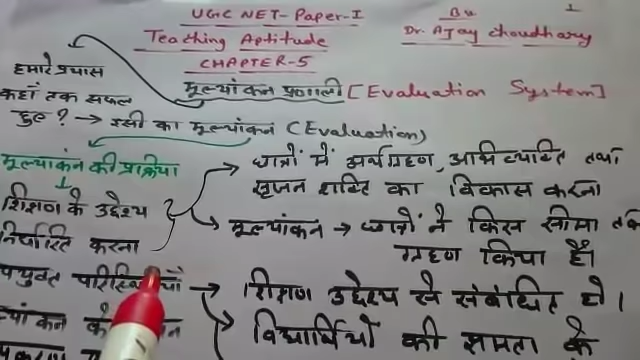 UGC NET- Paper-I By 1
Teaching Aptitude Dr. Ajay choudhary
CHAPTER-5
मूल्यांकन प्रणाली [Evaluation System]
हमारे प्रयास
कहां तक सफल
हुए? → इसी का मूल्यांकन (Evaluation)
मूल्यांकन की प्रक्रिया
छात्रों में अर्थग्रहण, अभिव्यक्ति तथा
सृजन शक्ति का विकास करना
शिक्षण के उद्देश्य
निर्धारित करना
मूल्यांकन → छात्रों ने किस सीमा
ग्रहण किया है।
परिस्थियाँ
शिक्षण उद्देश्य से संबंधित हो।
के
विद्यार्थियों की क्षमता के